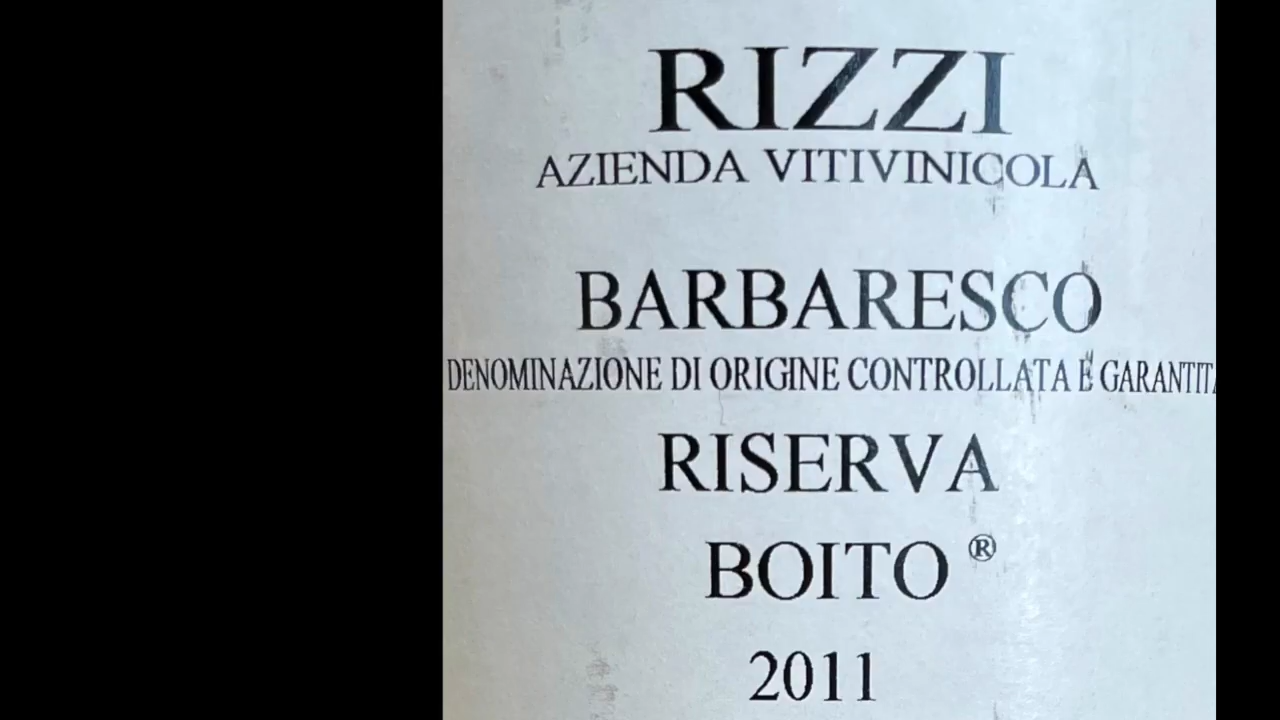 RIZZI
AZIENDA VITIVINICOLA
BARBARESCO
DENOMINAZIONE DI ORIGINE CONTROLLATA E GARANTITA
RISERVA
BOITO ®
2011